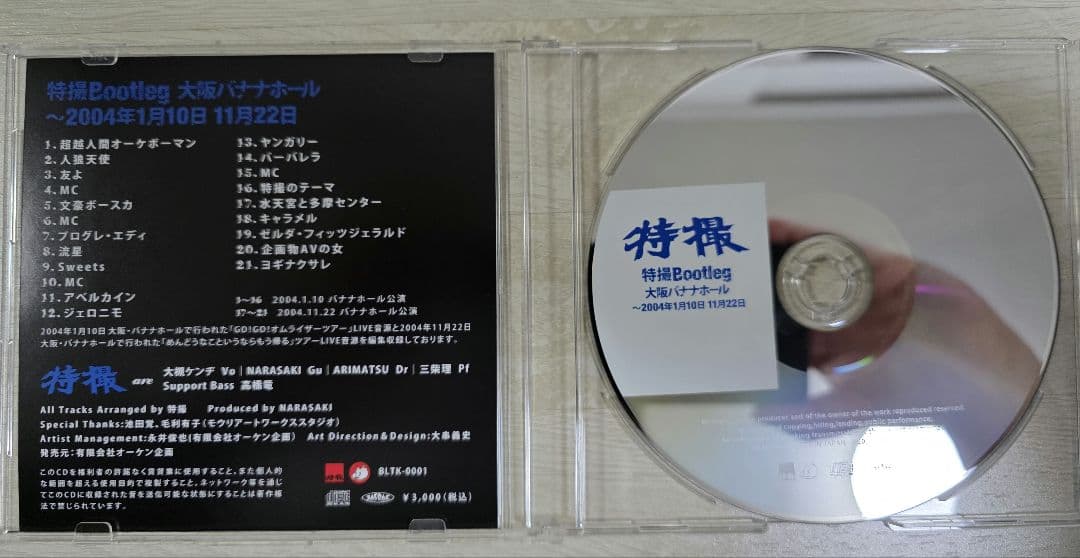 特撮Bootleg 大阪バナナホール
～2004年1月10日 11月22日
1. 超越人間オーケボーマン
2. 人狼天使
3. 友よ
4. MC
5. 文豪ボースカ
6. MC
7. プログレ・エディ
8. 流星
9. Sweets
10. MC
11. アベルカイン
12. ジェロニモ
13. ヤンガリー
14. バーバレラ
15. MC
16. 特撮のテーマ
17. 水天宮と多摩センター
18. キャラメル
19. ゼルダ・フィッツジェラルド
20. 企画物AVの女
21. ヨギナクサレ
1～16 2004.1.10 バナナホール公演
17～21 2004.11.22 バナナホール公演
2004年1月10日 大阪・バナナホールで行われた「GO!GO!オムライザーツアー」LIVE音源と2004年11月22日
大阪・バナナホールで行われた「めんどうなこというならもう帰る」ツアーLIVE音源を編集収録しております。
特撮 are 大槻ケンヂ Vo | NARASAKI Gu | ARIMATSU Dr | 三柴理 Pf
Support Bass 高橋竜
All Tracks Arranged by 特撮 Produced by NARASAKI
Special Thanks:池田貴、毛利有子(モウリアートワークススタジオ)
Artist Management:永井俊也(有限会社オーケン企画) Art Direction&Design:大串義史
発売元:有限会社オーケン企画
このCDを権利者の許諾なく賃貸業に使用すること、また個人的
な範囲を超える使用目的で複製すること、ネットワーク等を通じ
てこのCDに収録された音を送信可能な状態にすることは著作権
法で禁じられています。
特撮
BLTK-0001
¥3,000(税込)
特撮
特撮Bootleg
大阪バナナホール
～2004年1月10日 11月22日
producer and of the owner of the work reproduced reserved.
copying,hiring,lending,public performance,